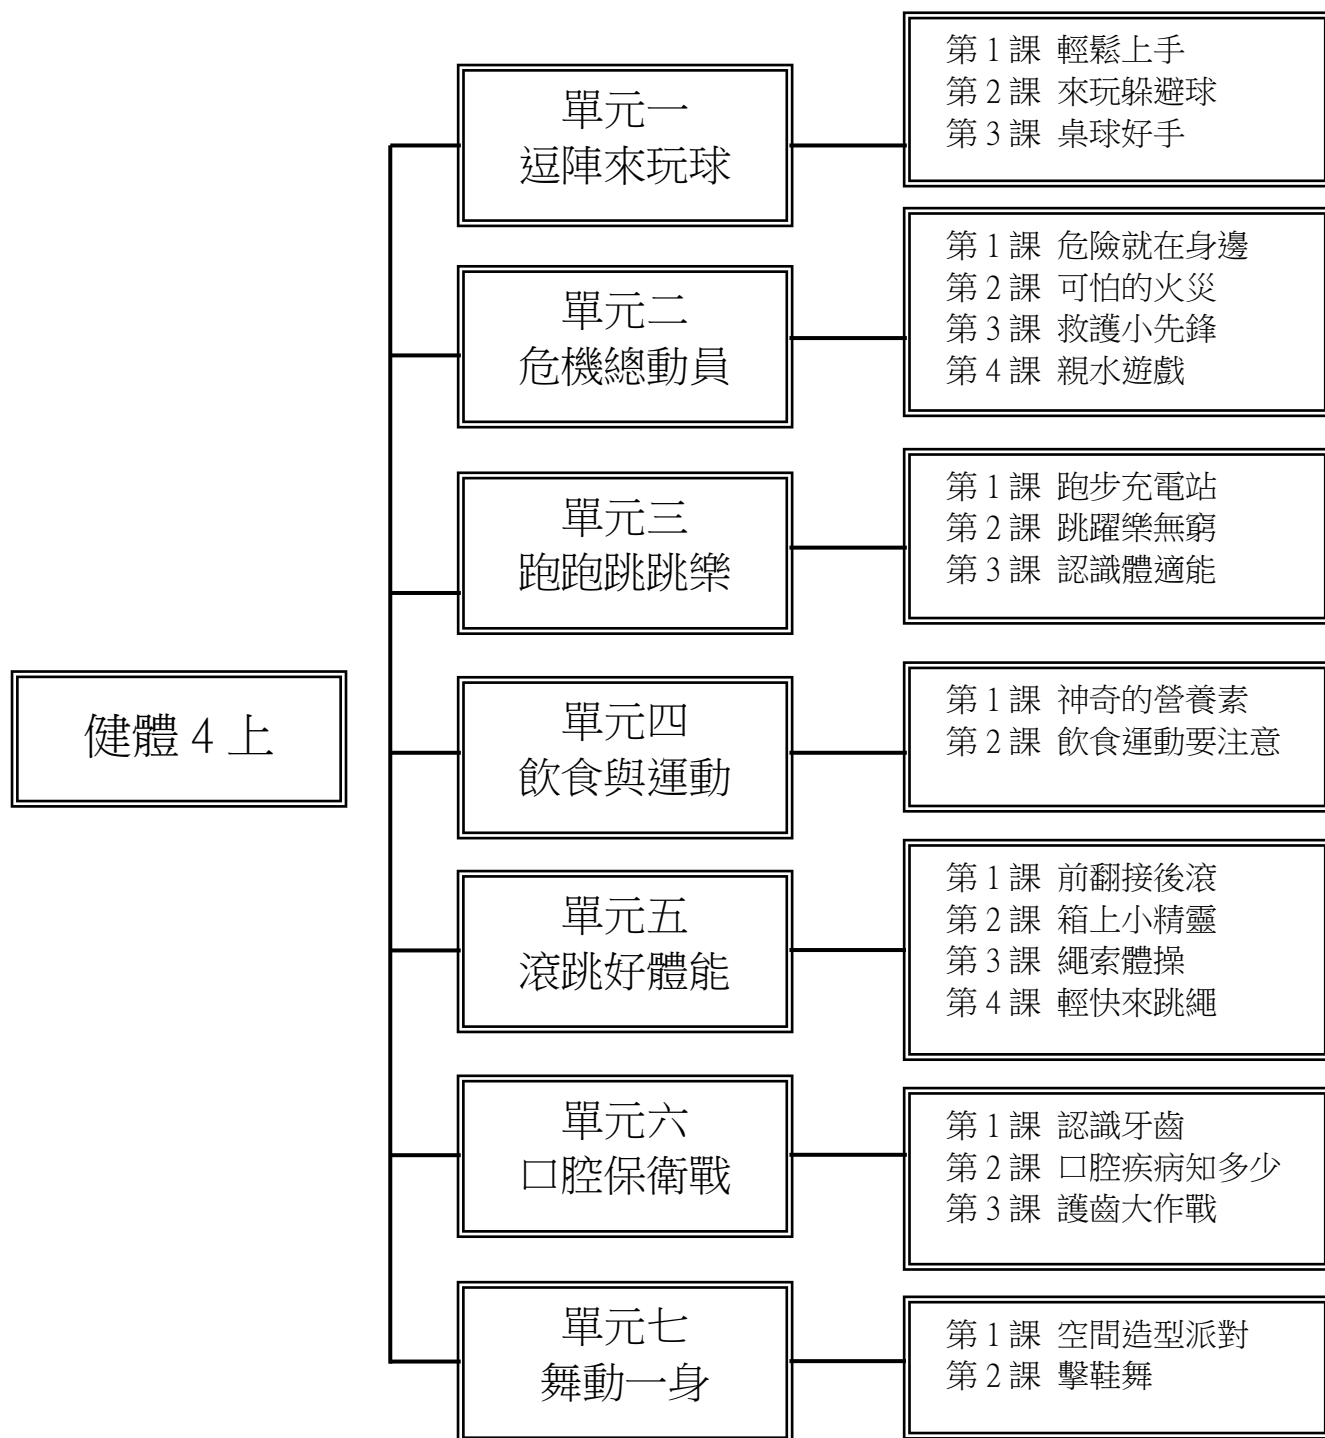 健體 4 上
單元一
逗陣來玩球
第 1 課 輕鬆上手
第 2 課 來玩躲避球
第 3 課 桌球好手
單元二
危機總動員
第 1 課 危險就在身邊
第 2 課 可怕的火災
第 3 課 救護小先鋒
第 4 課 親水遊戲
單元三
跑跑跳跳樂
第 1 課 跑步充電站
第 2 課 跳躍樂無窮
第 3 課 認識體適能
單元四
飲食與運動
第 1 課 神奇的營養素
第 2 課 飲食運動要注意
單元五
滾跳好體能
第 1 課 前翻接後滾
第 2 課 箱上小精靈
第 3 課 繩索體操
第 4 課 輕快來跳繩
單元六
口腔保衛戰
第 1 課 認識牙齒
第 2 課 口腔疾病知多少
第 3 課 護齒大作戰
單元七
舞動一身
第 1 課 空間造型派對
第 2 課 擊鞋舞